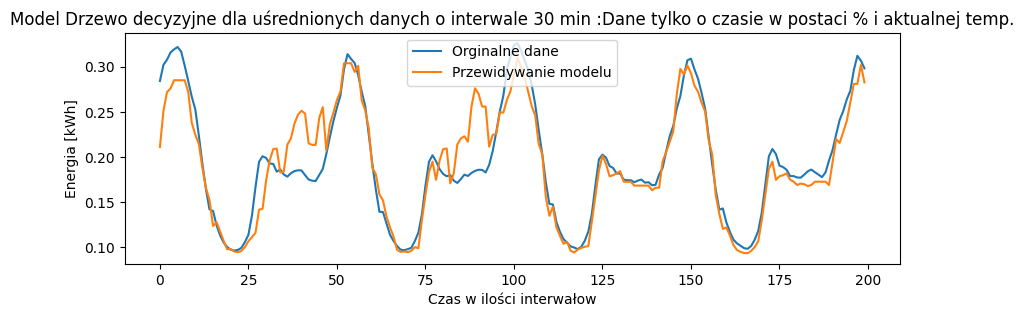 Model Drzewo decyzyjne dla uśrednionych danych o interwale 30 min :Dane tylko o czasie w postaci % i aktualnej temp.
Orginalne dane
Przewidywanie modelu
Energia [kWh]
0.30
0.25
0.20
0.15
0.10
0 25 50 75 100 125 150 175 200
Czas w ilości interwałow